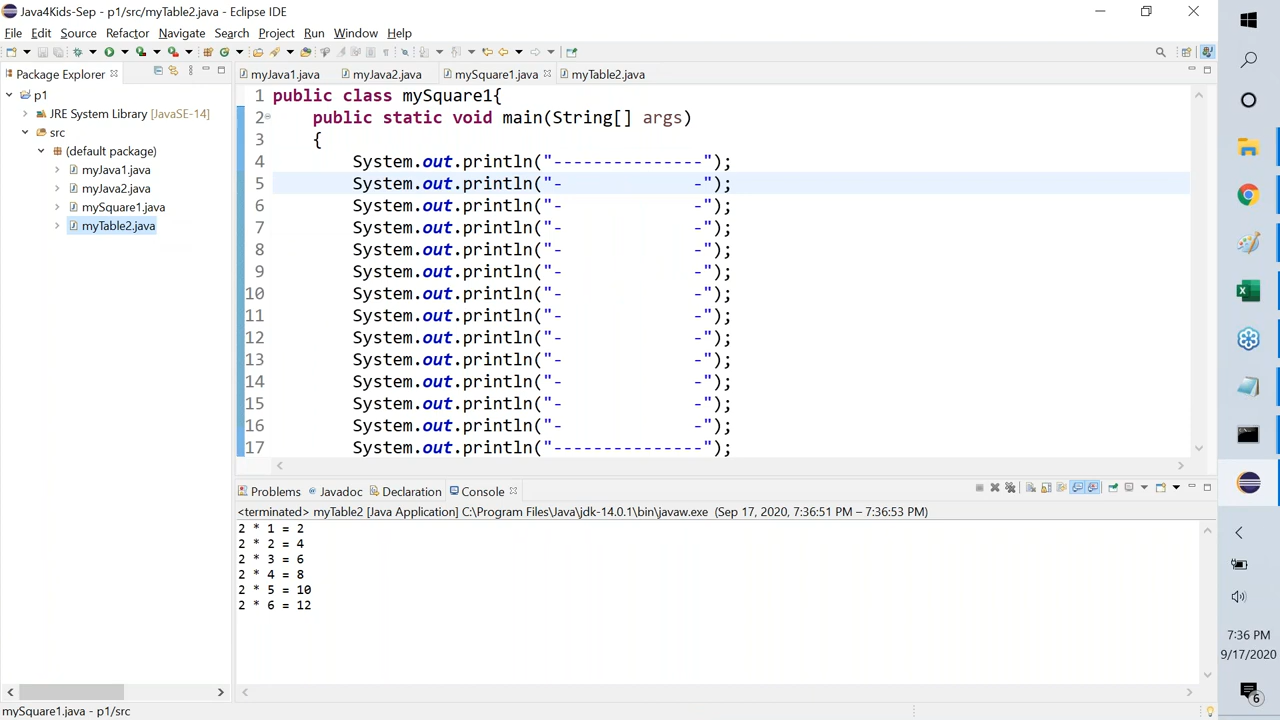 Java4Kids-Sep - p1/src/myTable2.java - Eclipse IDE
File Edit Source Refactor Navigate Search Project Run Window Help
Package Explorer
p1
JRE System Library [JavaSE-14]
src
(default package)
myJava1.java
myJava2.java
mySquare1.java
myTable2.java
myJava1.java myJava2.java mySquare1.java myTable2.java
1 public class mySquare1{
2 public static void main(String[] args)
3 {
4 System.out.println("---------------");
5 System.out.println("-             -");
6 System.out.println("-             -");
7 System.out.println("-             -");
8 System.out.println("-             -");
9 System.out.println("-             -");
10 System.out.println("-             -");
11 System.out.println("-             -");
12 System.out.println("-             -");
13 System.out.println("-             -");
14 System.out.println("-             -");
15 System.out.println("-             -");
16 System.out.println("-             -");
17 System.out.println("---------------");
Problems Javadoc Declaration Console
<terminated> myTable2 [Java Application] C:\Program Files\Java\jdk-14.0.1\bin\javaw.exe (Sep 17, 2020, 7:36:51 PM – 7:36:53 PM)
2 * 1 = 2
2 * 2 = 4
2 * 3 = 6
2 * 4 = 8
2 * 5 = 10
2 * 6 = 12
mySquare1.java - p1/src
7:36 PM
9/17/2020
6